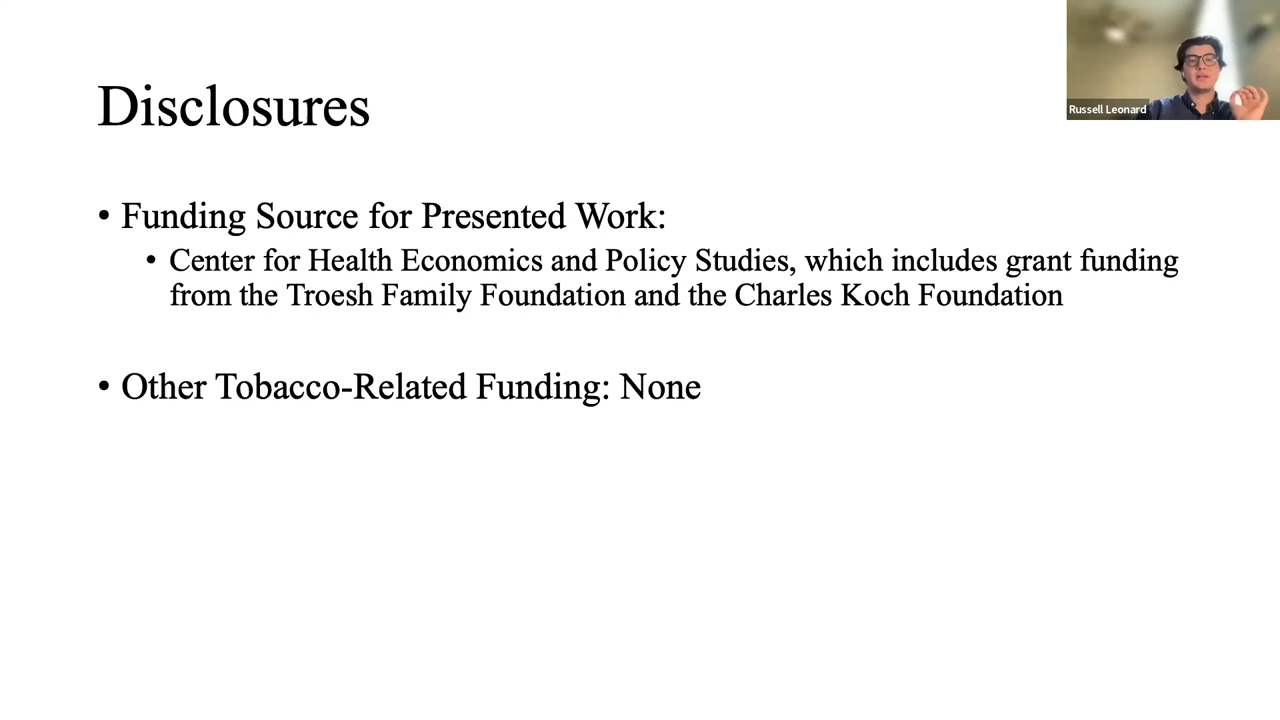 Disclosures
Russell Leonard
• Funding Source for Presented Work:
• Center for Health Economics and Policy Studies, which includes grant funding
from the Troesh Family Foundation and the Charles Koch Foundation
• Other Tobacco-Related Funding: None